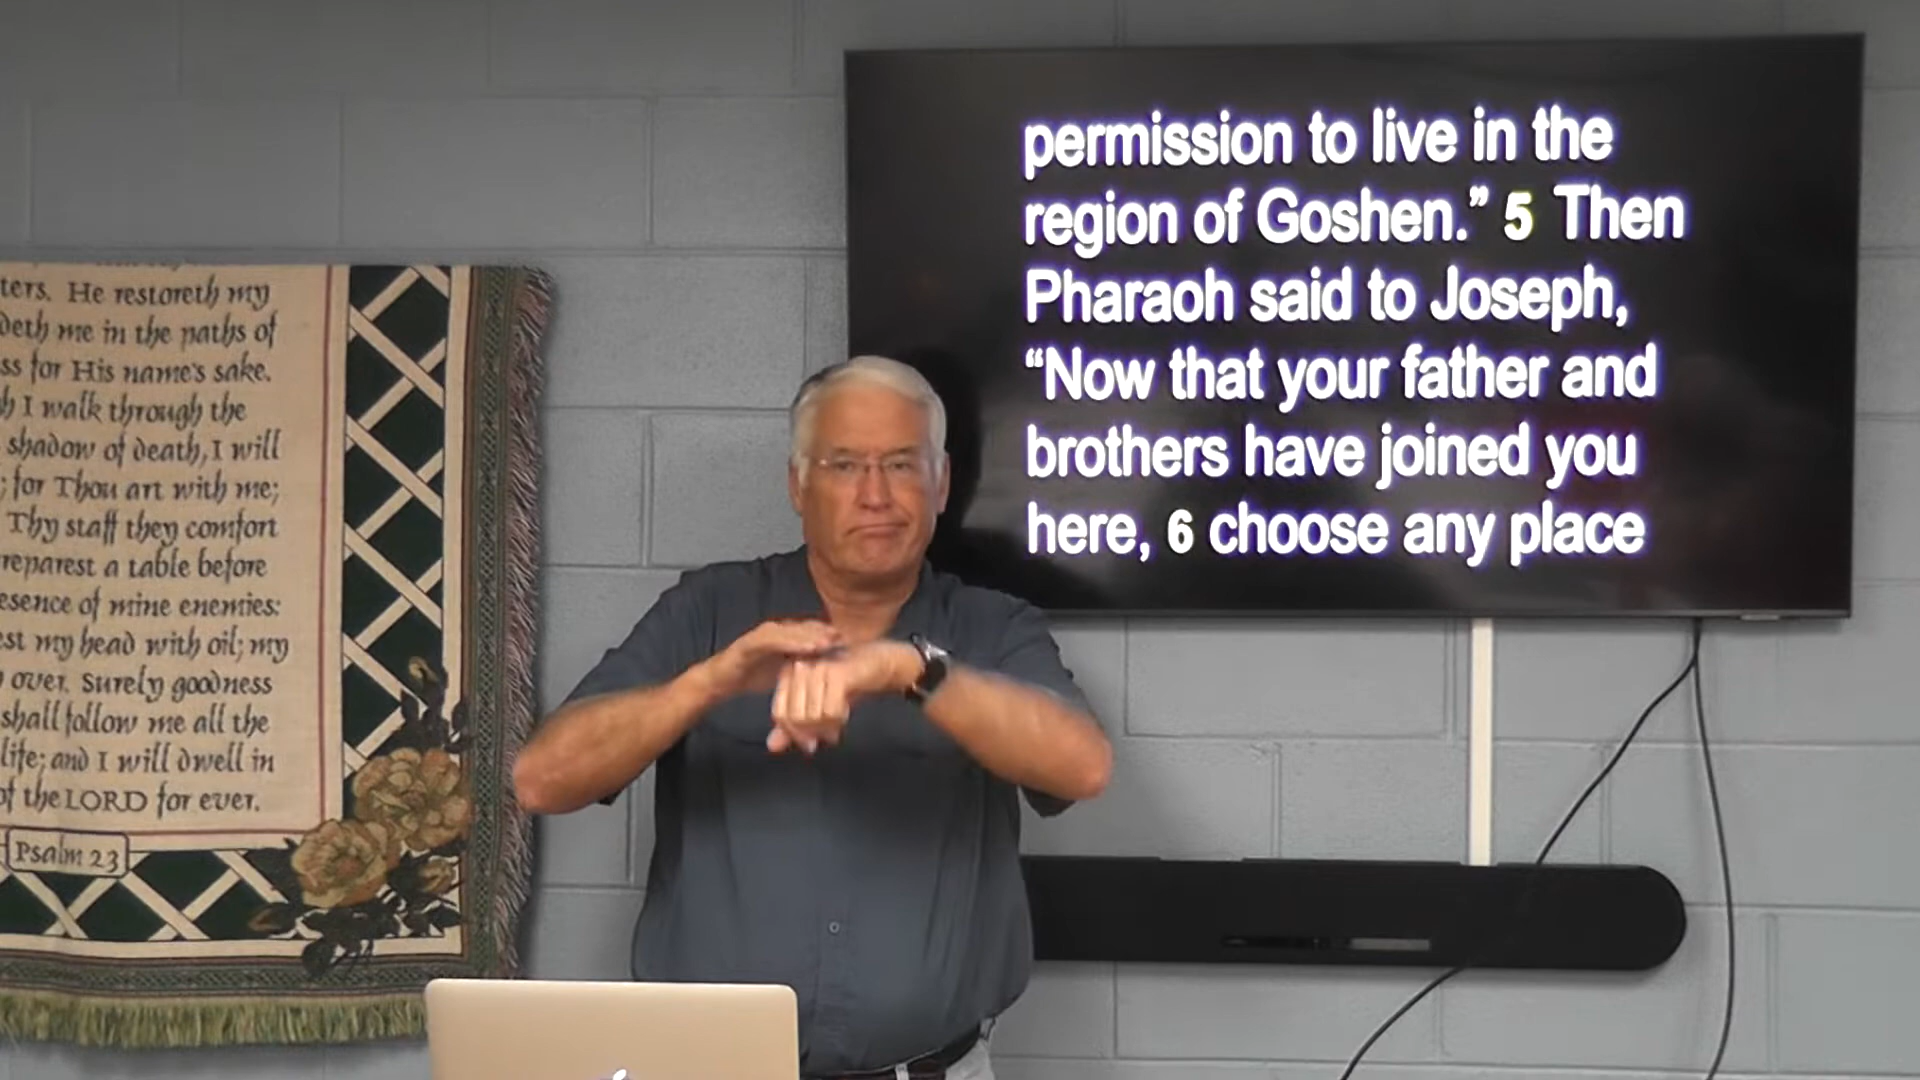 ters. He restoreth my
deth me in the paths of
ss for His name's sake.
h I walk through the
shadow of death, I will
; for Thou art with me;
Thy staff they comfort
reparest a table before
esence of mine enemies:
est my head with oil; my
over. Surely goodness
shall follow me all the
life; and I will dwell in
of the LORD for ever.
Psalm 23
permission to live in the
region of Goshen.” 5 Then
Pharaoh said to Joseph,
“Now that your father and
brothers have joined you
here, 6 choose any place